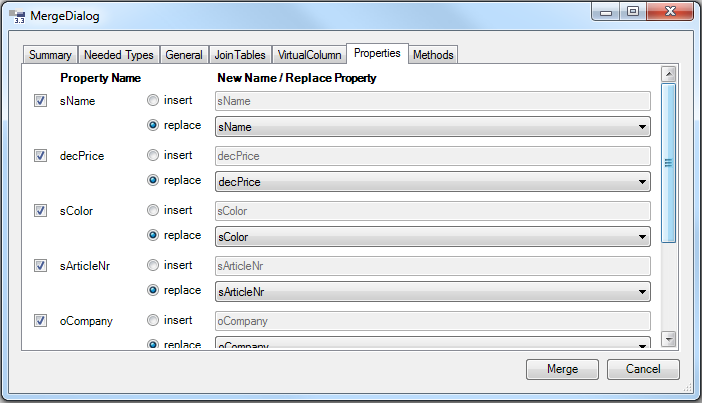 3.3 MergeDialog
Summary Needed Types General JoinTables VirtualColumn Properties Methods
Property Name New Name / Replace Property
sName insert sName
replace sName
decPrice insert decPrice
replace decPrice
sColor insert sColor
replace sColor
sArticleNr insert sArticleNr
replace sArticleNr
oCompany insert oCompany
replace oCompany
Merge Cancel